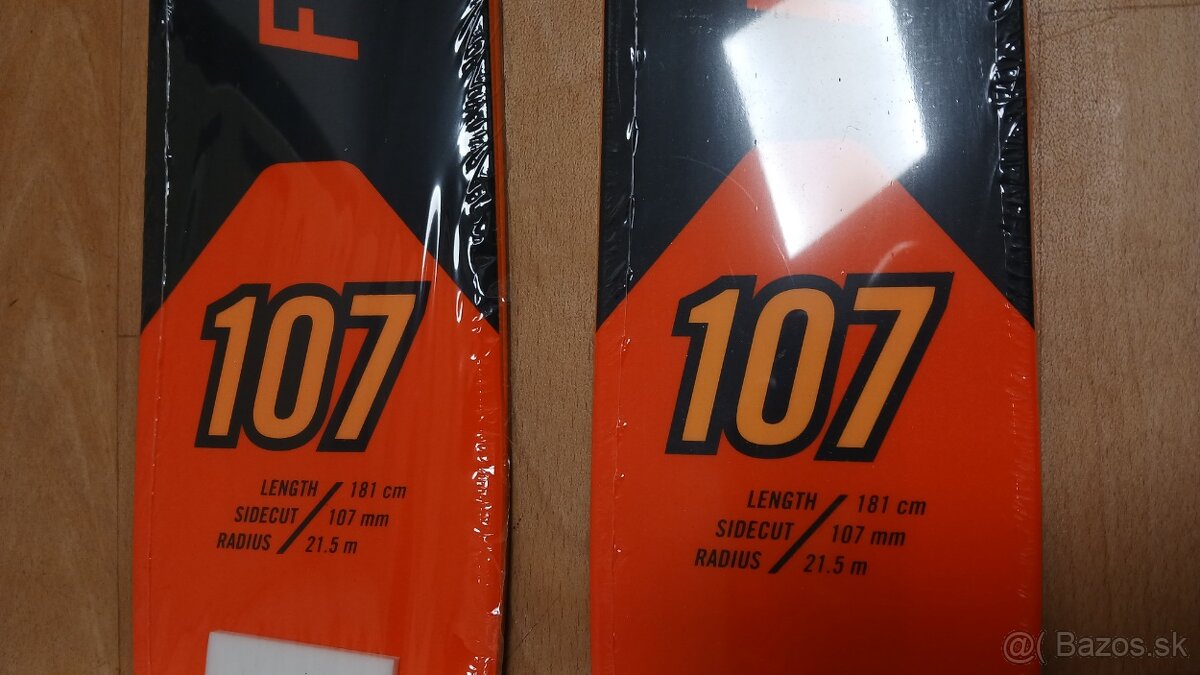 F
107
LENGTH / 181 cm
SIDECUT / 107 mm
RADIUS / 21.5 m
107
LENGTH / 181 cm
SIDECUT / 107 mm
RADIUS / 21.5 m
@( Bazos.sk